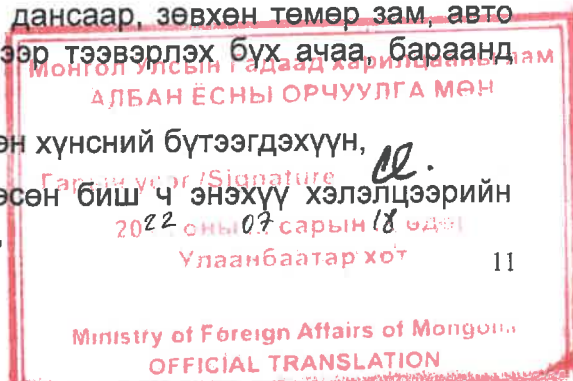 дансаар, зөвхөн төмөр зам, авто
ээр тээвэрлэх бүх ачаа, бараанд
Монгол Улсын Гадаад харилцааны яам
АЛБАН ЁСНЫ ОРЧУУЛГА МӨН
эн хүнсний бүтээгдэхүүн,
Гарын үсэг /Signature
эсөн биш ч энэхүү хэлэлцээрийн
2022 оны 07 сарын 18 өдөр
Улаанбаатар хот
11
Ministry of Foreign Affairs of Mongolia
OFFICIAL TRANSLATION